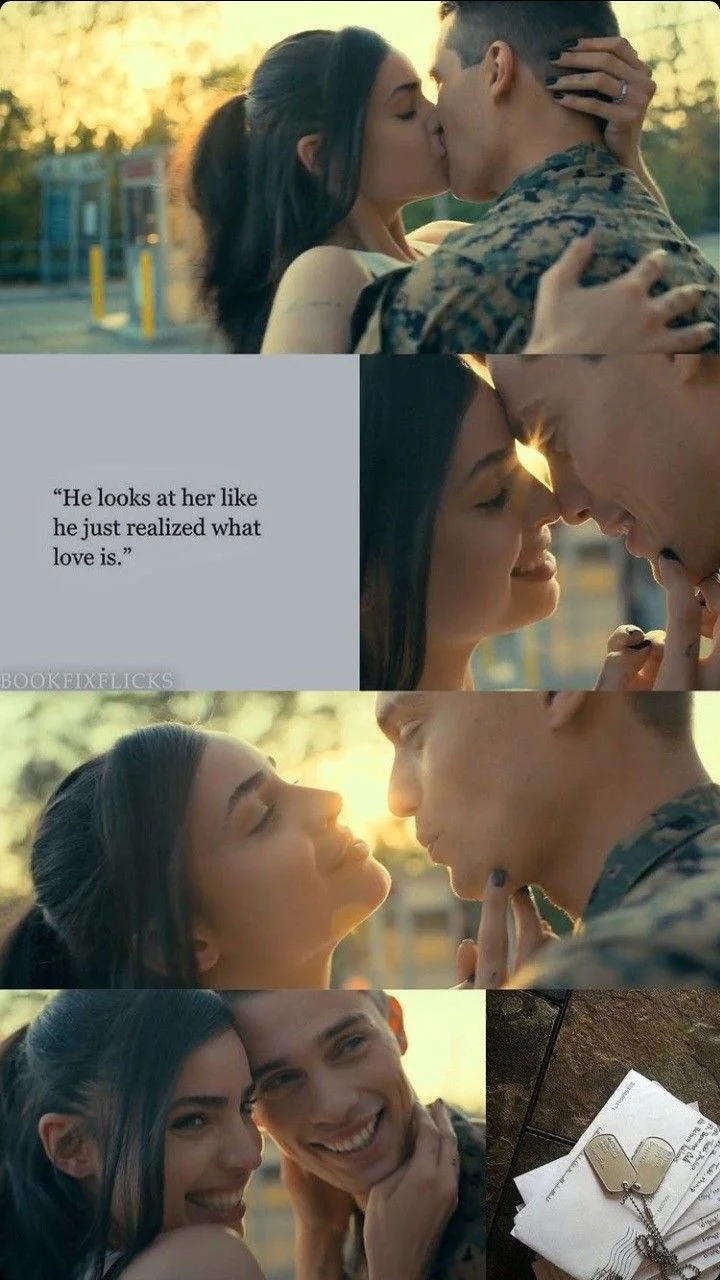 “He looks at her like
he just realized what
love is.”
BOOKFIXFLICKS